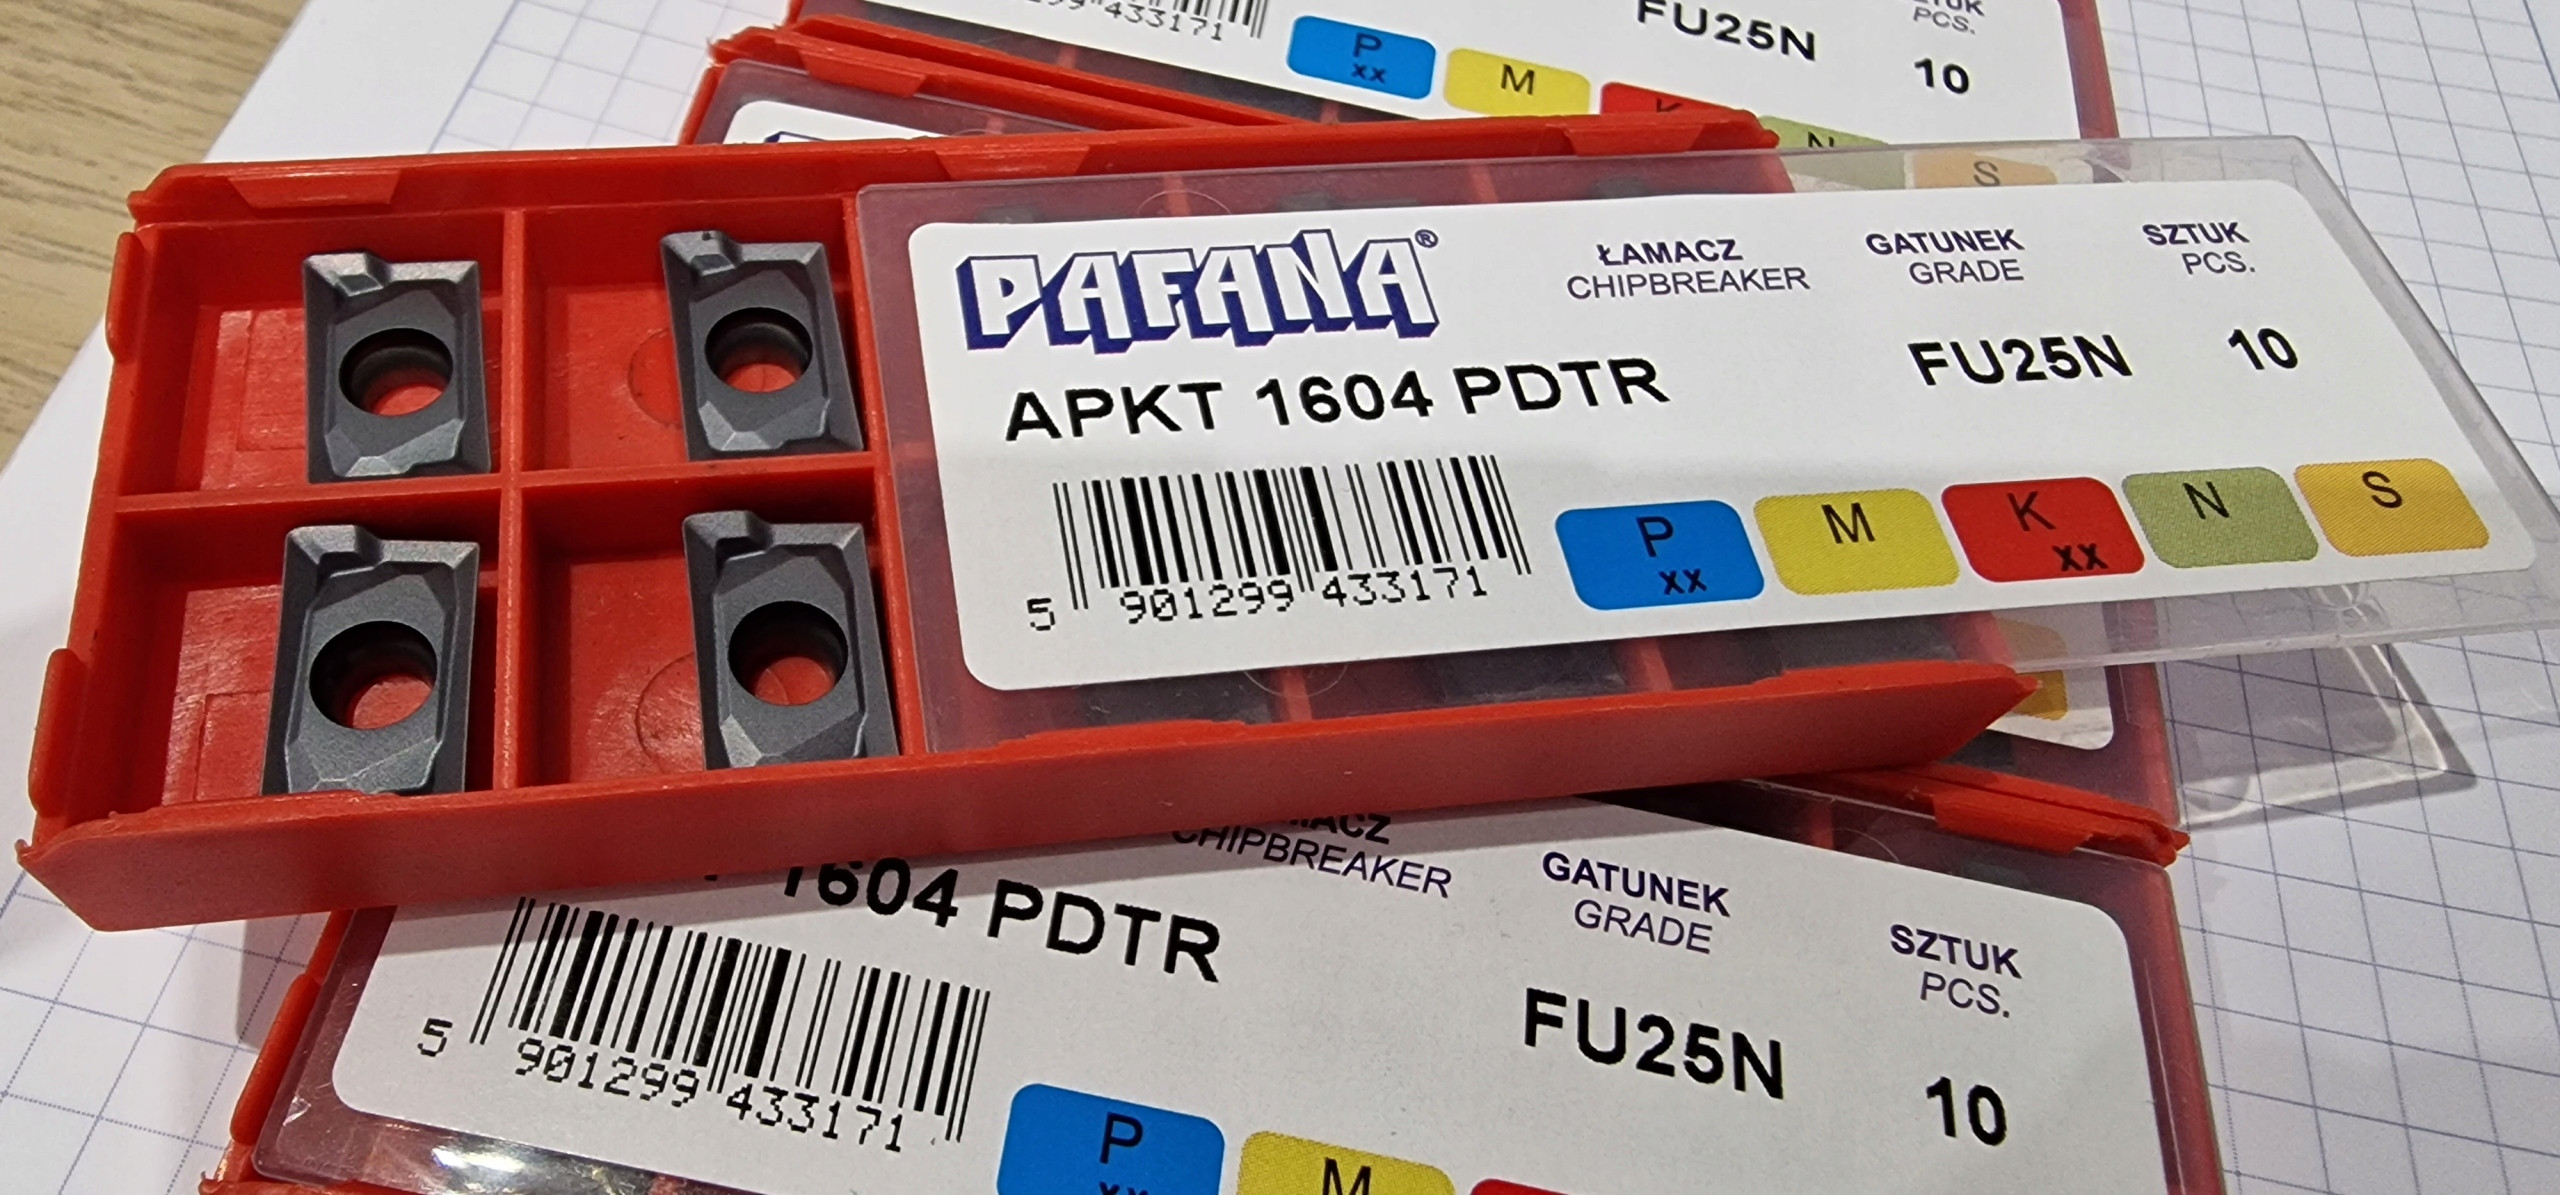 433171
P
xx
M
FU25N
PCS.
10
N
S
PAFANA®
ŁAMACZ
CHIPBREAKER
GATUNEK
GRADE
SZTUK
PCS.
APKT 1604 PDTR
FU25N
10
5 901299 433171
P
xx
M
K
xx
N
S
CHIPBREAKER
GATUNEK
GRADE
SZTUK
PCS.
1604 PDTR
FU25N
10
5 901299 433171
P
M